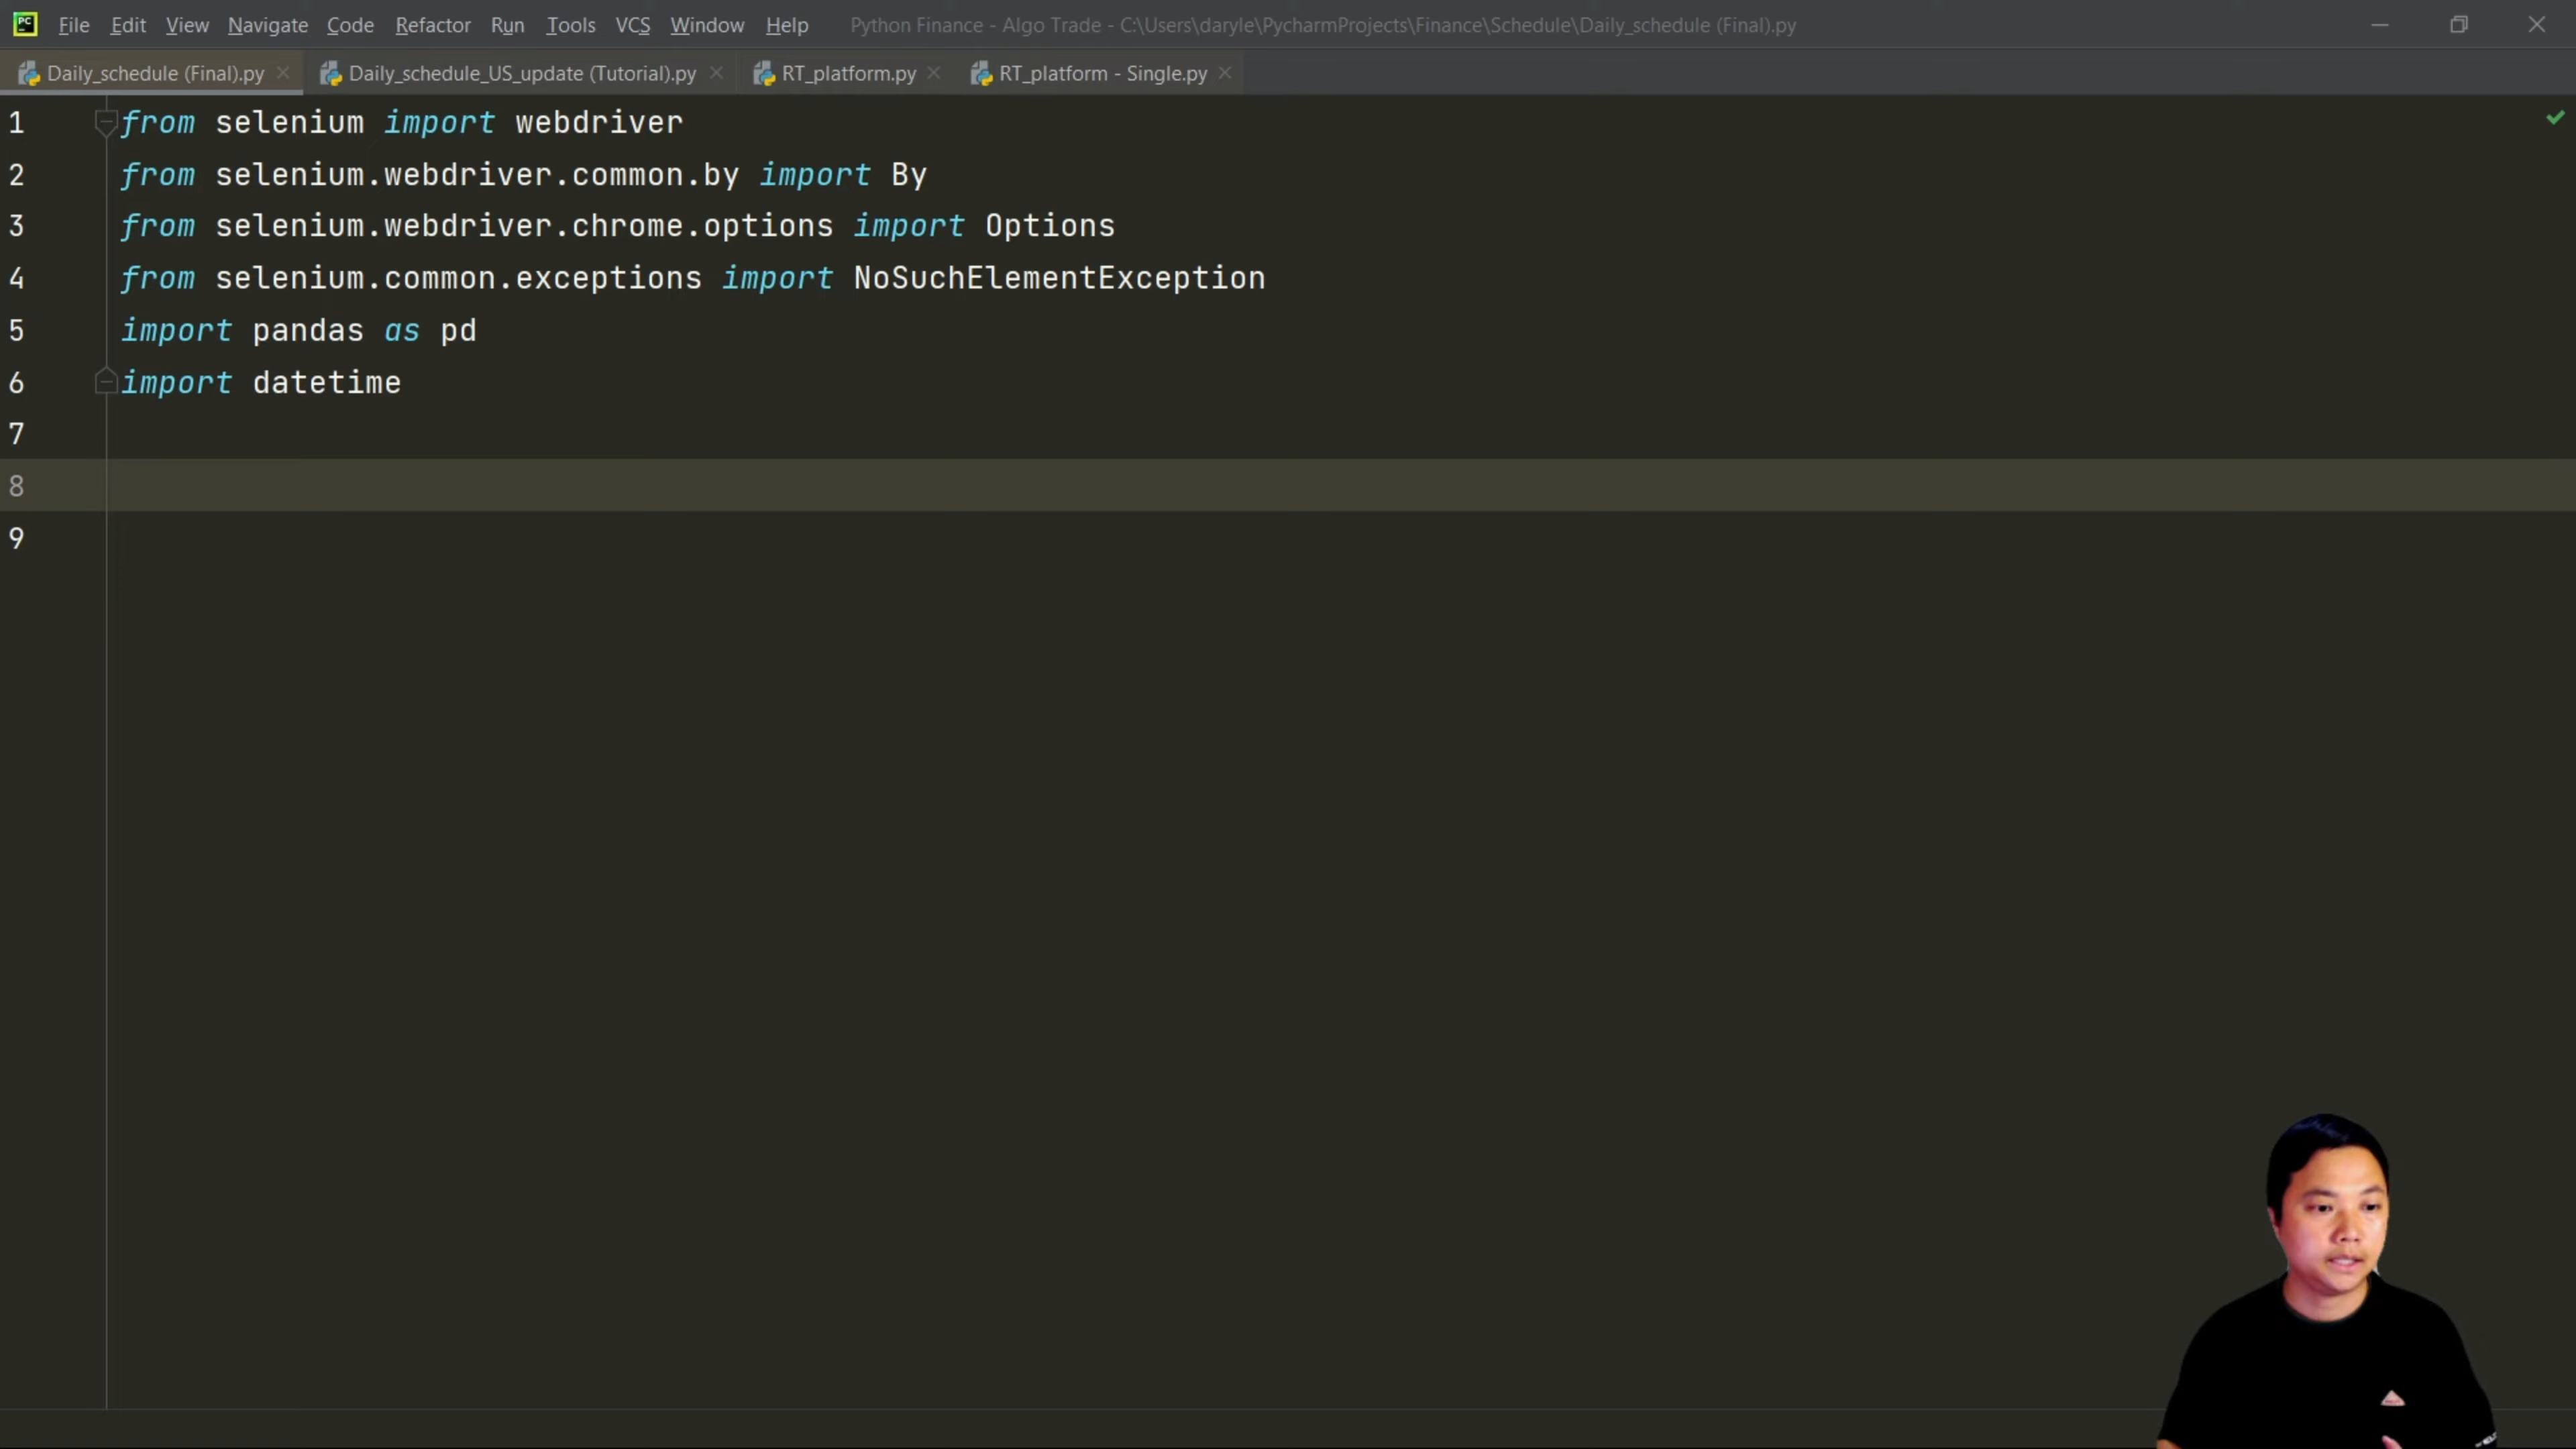 File Edit View Navigate Code Refactor Run Tools VCS Window Help Python Finance - Algo Trade - C:\Users\daryle\PycharmProjects\Finance\Schedule\Daily_schedule (Final).py
Daily_schedule (Final).py Daily_schedule_US_update (Tutorial).py RT_platform.py RT_platform - Single.py
1 from selenium import webdriver
2 from selenium.webdriver.common.by import By
3 from selenium.webdriver.chrome.options import Options
4 from selenium.common.exceptions import NoSuchElementException
5 import pandas as pd
6 import datetime
7
8
9